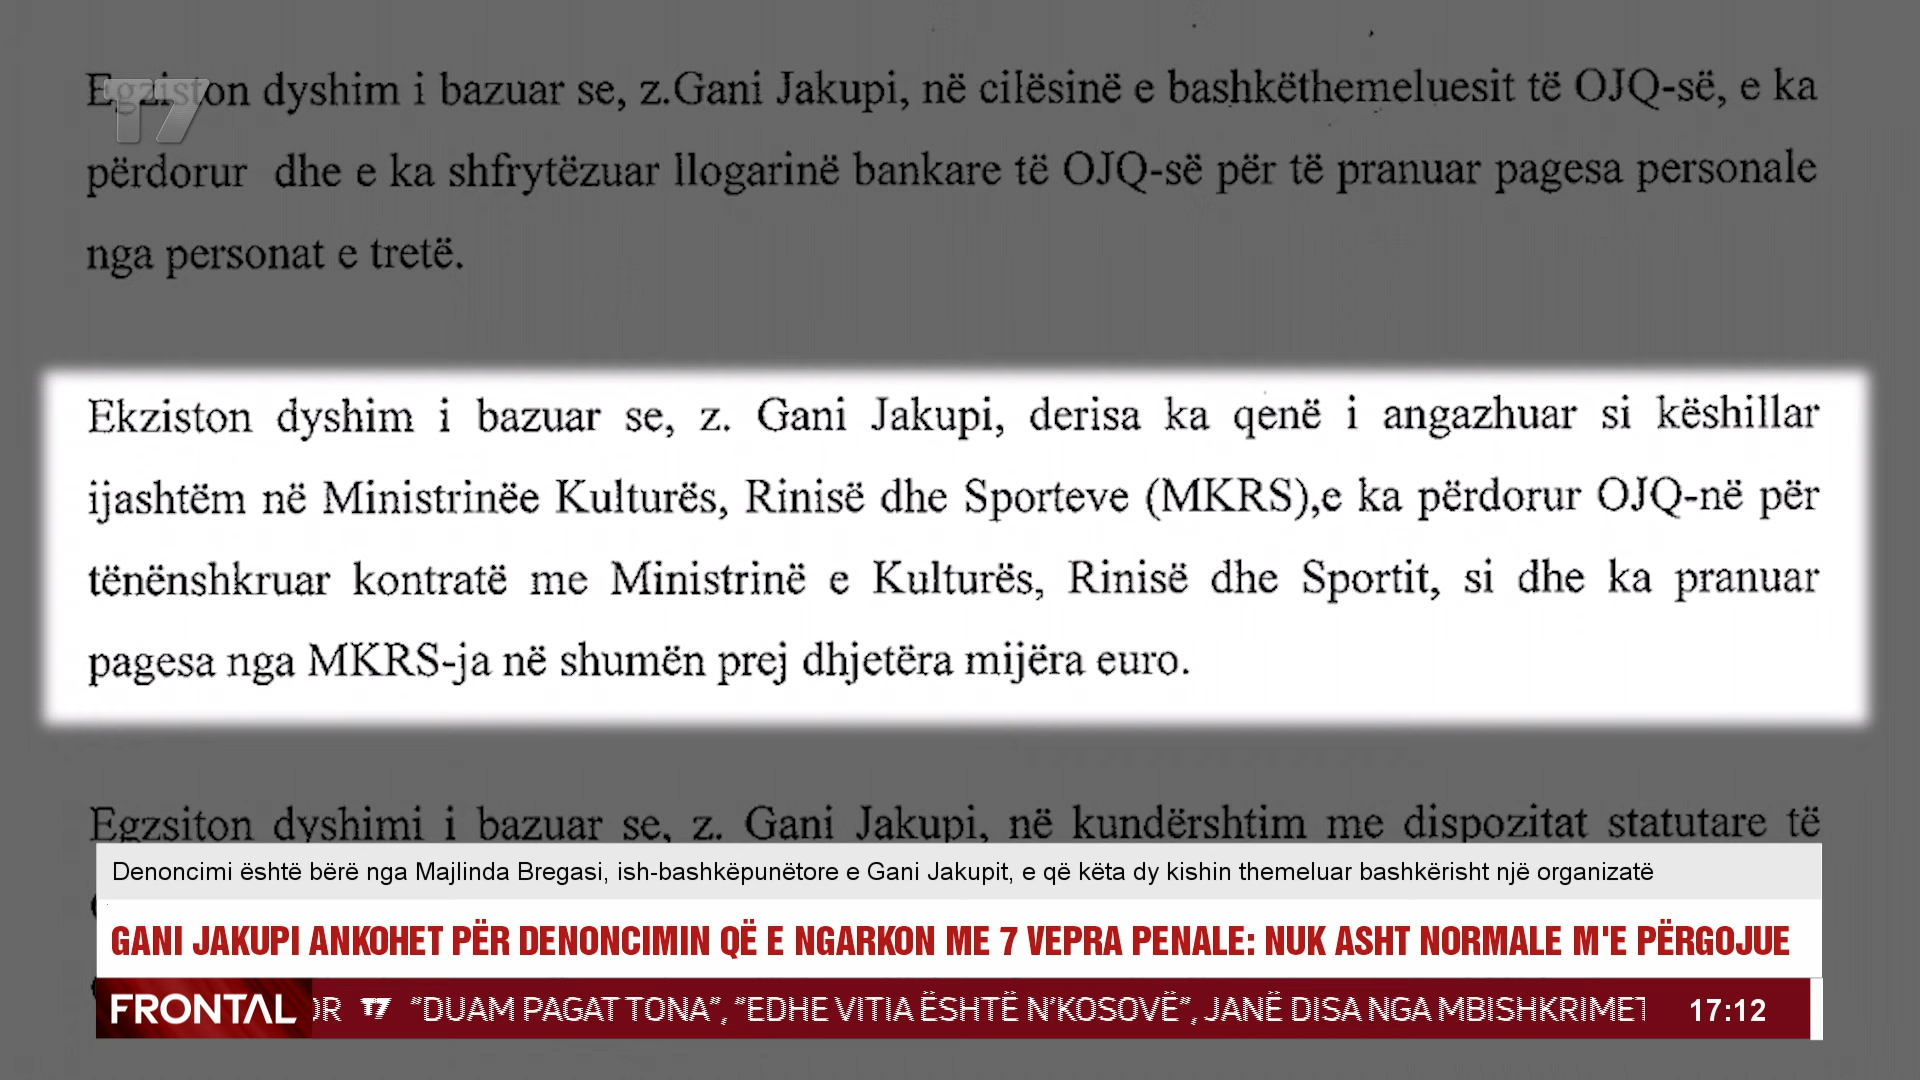 T7
Egziston dyshim i bazuar se, z.Gani Jakupi, në cilësinë e bashkëthemeluesit të OJQ-së, e ka
përdorur dhe e ka shfrytëzuar llogarinë bankare të OJQ-së për të pranuar pagesa personale
nga personat e tretë.
Ekziston dyshim i bazuar se, z. Gani Jakupi, derisa ka qenë i angazhuar si këshillar
ijashtëm në Ministrinëe Kulturës, Rinisë dhe Sporteve (MKRS),e ka përdorur OJQ-në për
tënënshkruar kontratë me Ministrinë e Kulturës, Rinisë dhe Sportit, si dhe ka pranuar
pagesa nga MKRS-ja në shumën prej dhjetëra mijëra euro.
Egzsiton dyshimi i bazuar se, z. Gani Jakupi, në kundërshtim me dispozitat statutare të
Denoncimi është bërë nga Majlinda Bregasi, ish-bashkëpunëtore e Gani Jakupit, e që këta dy kishin themeluar bashkërisht një organizatë
GANI JAKUPI ANKOHET PËR DENONCIMIN QË E NGARKON ME 7 VEPRA PENALE: NUK ASHT NORMALE M'E PËRGOJUE
FRONTAL OR T7 "DUAM PAGAT TONA", "EDHE VITIA ËSHTË N'KOSOVË", JANË DISA NGA MBISHKRIMET 17:12